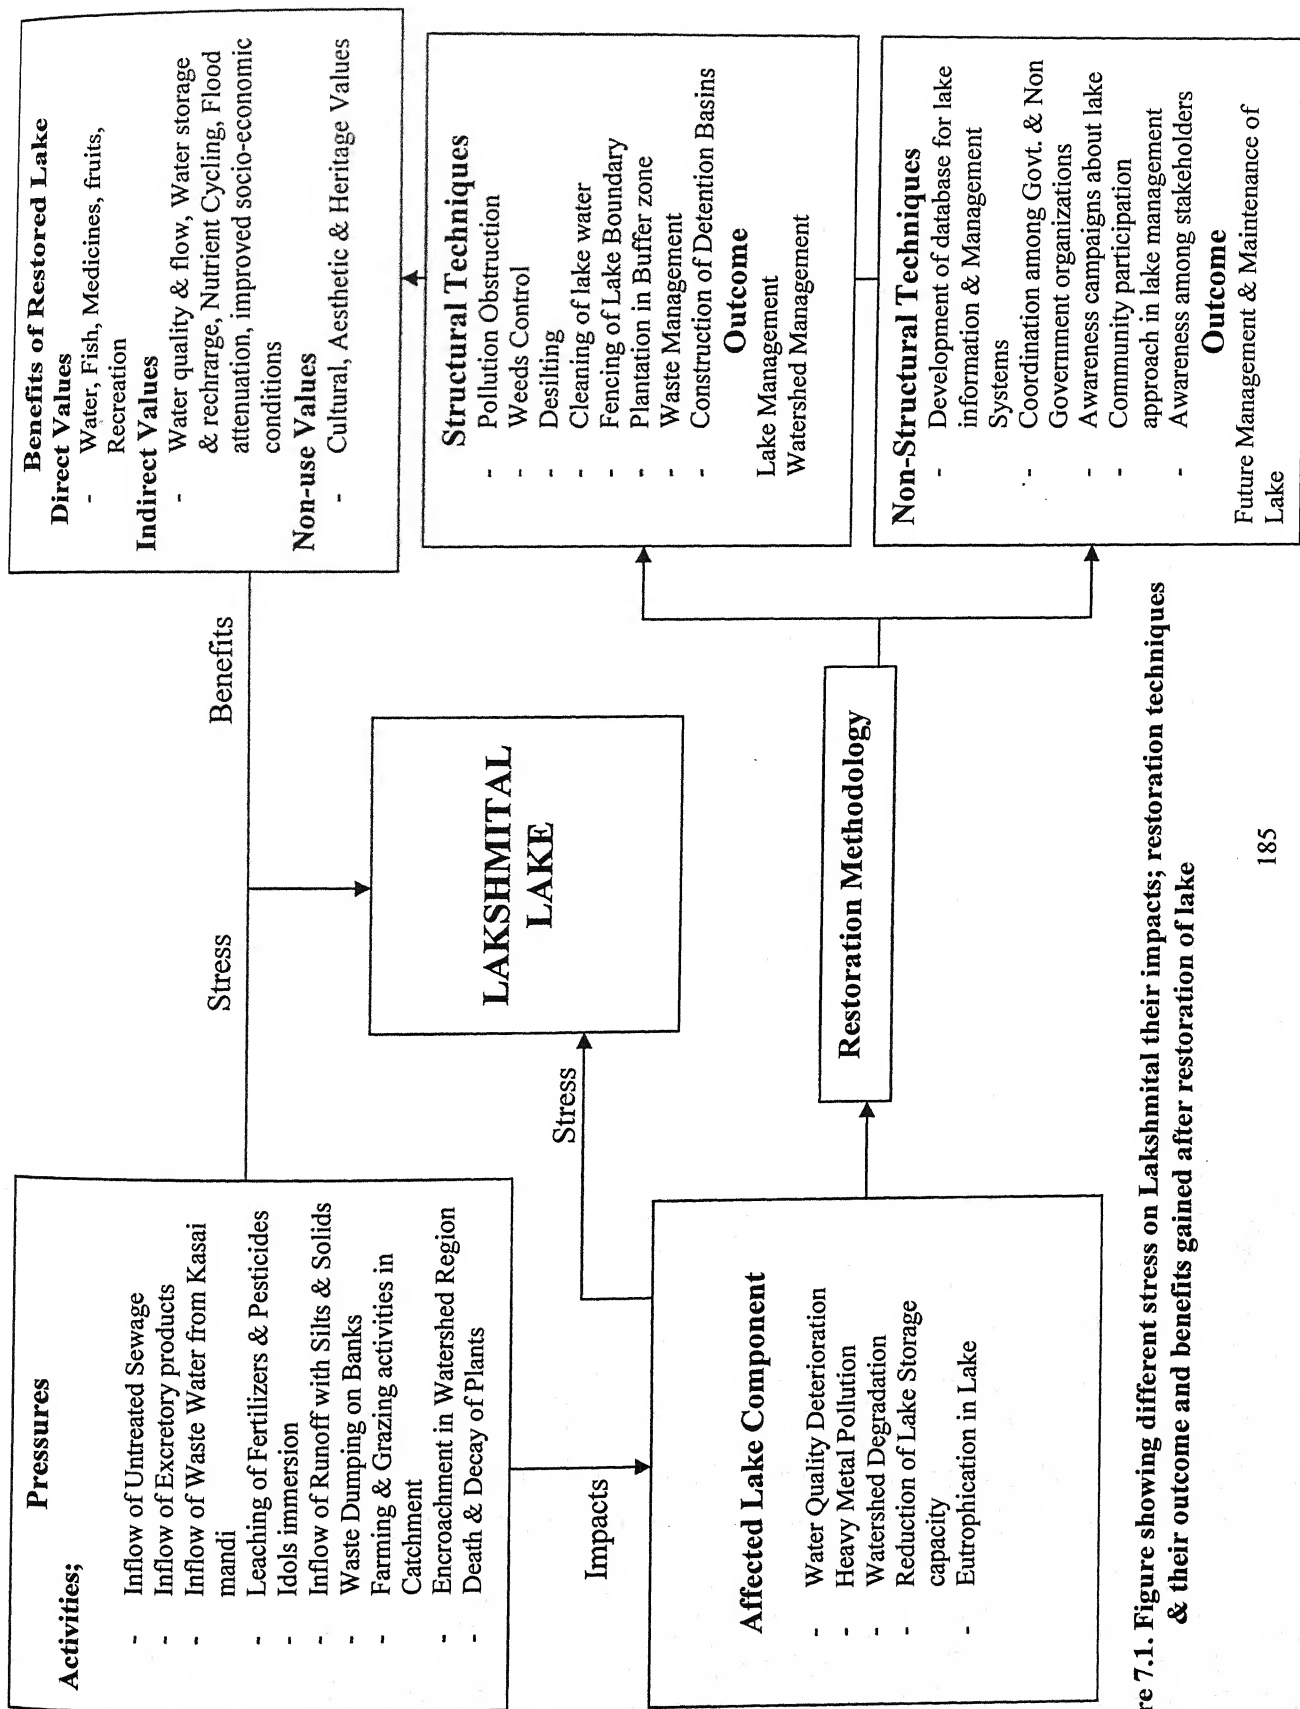 Pressures
Activities;
- Inflow of Untreated Sewage
- Inflow of Excretory products
- Inflow of Waste Water from Kasai
mandi
- Leaching of Fertilizers & Pesticides
- Idols immersion
- Inflow of Runoff with Silts & Solids
- Waste Dumping on Banks
- Farming & Grazing activities in
Catchment
- Encroachment in Watershed Region
- Death & Decay of Plants
Stress
Benefits
Benefits of Restored Lake
Direct Values
- Water, Fish, Medicines, fruits,
Recreation
Indirect Values
- Water quality & flow, Water storage
& rechrarge, Nutrient Cycling, Flood
attenuation, improved socio-economic
conditions
Non-use Values
- Cultural, Aesthetic & Heritage Values
LAKSHMITAL
LAKE
Stress
Impacts
Structural Techniques
- Pollution Obstruction
- Weeds Control
- Desilting
- Cleaning of lake water
- Fencing of Lake Boundary
- Plantation in Buffer zone
- Waste Management
- Construction of Detention Basins
Outcome
Lake Management
Watershed Management
Affected Lake Component
- Water Quality Deterioration
- Heavy Metal Pollution
- Watershed Degradation
- Reduction of Lake Storage
capacity
- Eutrophication in Lake
Restoration Methodology
Non-Structural Techniques
- Development of database for lake
information & Management
Systems
- Coordination among Govt. & Non
Government organizations
- Awareness campaigns about lake
- Community participation
approach in lake management
- Awareness among stakeholders
Outcome
Future Management & Maintenance of
Lake
re 7.1. Figure showing different stress on Lakshmital their impacts; restoration techniques
& their outcome and benefits gained after restoration of lake
185